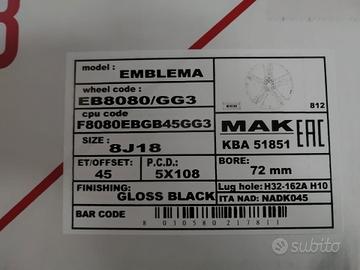 model : EMBLEMA
wheel code :
EB8080/GG3
cpu code
F8080EBGB45GG3
SIZE :
8J18
ET/OFFSET:
45
P.C.D.:
5X108
FINISHING:
GLOSS BLACK
BAR CODE
8030580217811
812
MAK EAC
KBA 51851
BORE:
72 mm
Lug hole: H32-162A H10
ITA NAD: NADK045
subito